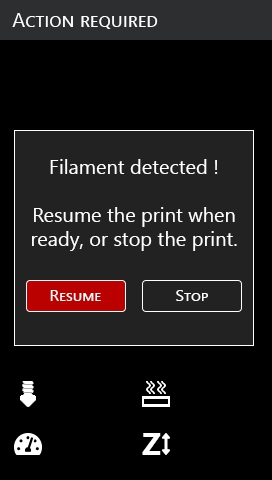 Action required
Filament detected !
Resume the print when
ready, or stop the print.
Resume Stop
Z